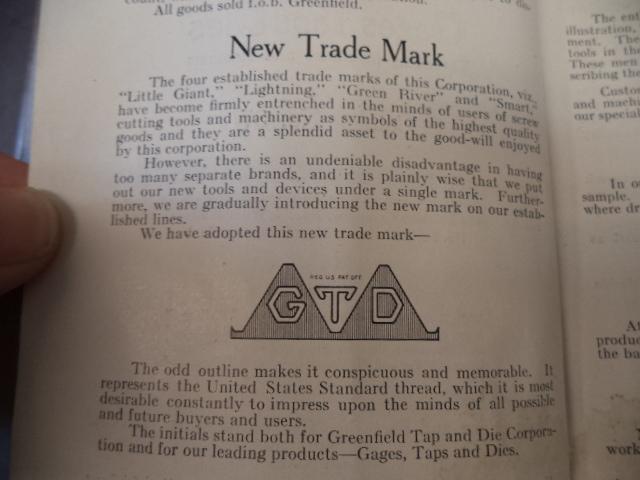 All goods sold f.o.b. Greenfield.
New Trade Mark
The four established trade marks of this Corporation, viz.,
"Little Giant," "Lightning," "Green River" and "Smart,"
have become firmly entrenched in the minds of users of screw
cutting tools and machinery as symbols of the highest quality
goods and they are a splendid asset to the good-will enjoyed
by this corporation.
However, there is an undeniable disadvantage in having
too many separate brands, and it is plainly wise that we put
out our new tools and devices under a single mark. Further-
more, we are gradually introducing the new mark on our estab-
lished lines.
We have adopted this new trade mark—
REG US PAT OFF
GTD
The odd outline makes it conspicuous and memorable. It
represents the United States Standard thread, which it is most
desirable constantly to impress upon the minds of all possible
and future buyers and users.
The initials stand both for Greenfield Tap and Die Corpora-
tion and for our leading products—Gages, Taps and Dies.
The
illustration,
ment. The
tools in the
These men
scribing the
and machi
our special
In o
sample.
where dr
produc
the ba
work